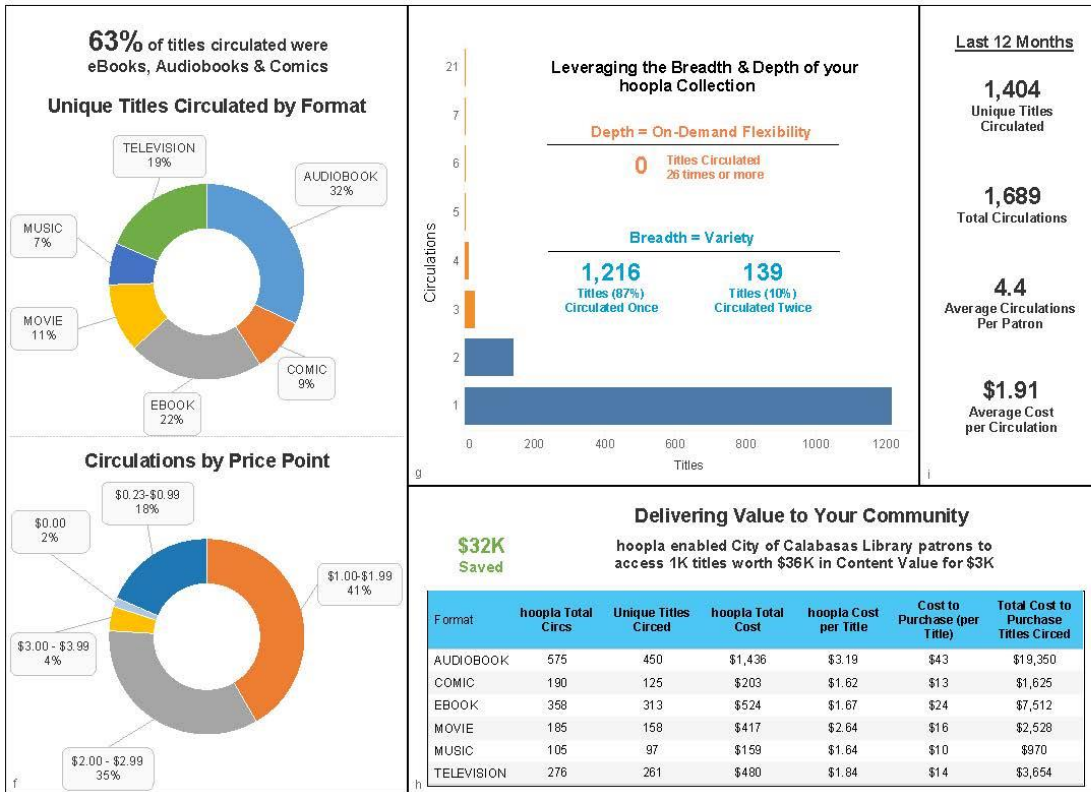 63% of titles circulated were
eBooks, Audiobooks & Comics
Unique Titles Circulated by Format
TELEVISION
19%
AUDIOBOOK
32%
MUSIC
7%
MOVIE
11%
COMIC
9%
EBOOK
22%
Circulations by Price Point
$0.23-$0.99
18%
$0.00
2%
$1.00-$1.99
41%
$3.00 - $3.99
4%
$2.00 - $2.99
35%
f
Leveraging the Breadth & Depth of your
hoopla Collection
Depth = On-Demand Flexibility
0 Titles Circulated
26 times or more
Breadth = Variety
1,216
Titles (87%)
Circulated Once
139
Titles (10%)
Circulated Twice
Circulations
21
7
6
5
4
3
2
1
0 200 400 600 800 1000 1200
Titles
g
Last 12 Months
1,404
Unique Titles
Circulated
1,689
Total Circulations
4.4
Average Circulations
Per Patron
$1.91
Average Cost
per Circulation
i
Delivering Value to Your Community
$32K
Saved
hoopla enabled City of Calabasas Library patrons to
access 1K titles worth $36K in Content Value for $3K
Format hoopla Total Circs Unique Titles Circed hoopla Total Cost hoopla Cost per Title Cost to Purchase (per Title) Total Cost to Purchase Titles Circed
AUDIOBOOK 575 450 $1,436 $3.19 $43 $19,350
COMIC 190 125 $203 $1.62 $13 $1,625
EBOOK 358 313 $524 $1.67 $24 $7,512
MOVIE 185 158 $417 $2.64 $16 $2,528
MUSIC 105 97 $159 $1.64 $10 $970
TELEVISION 276 261 $480 $1.84 $14 $3,654
h